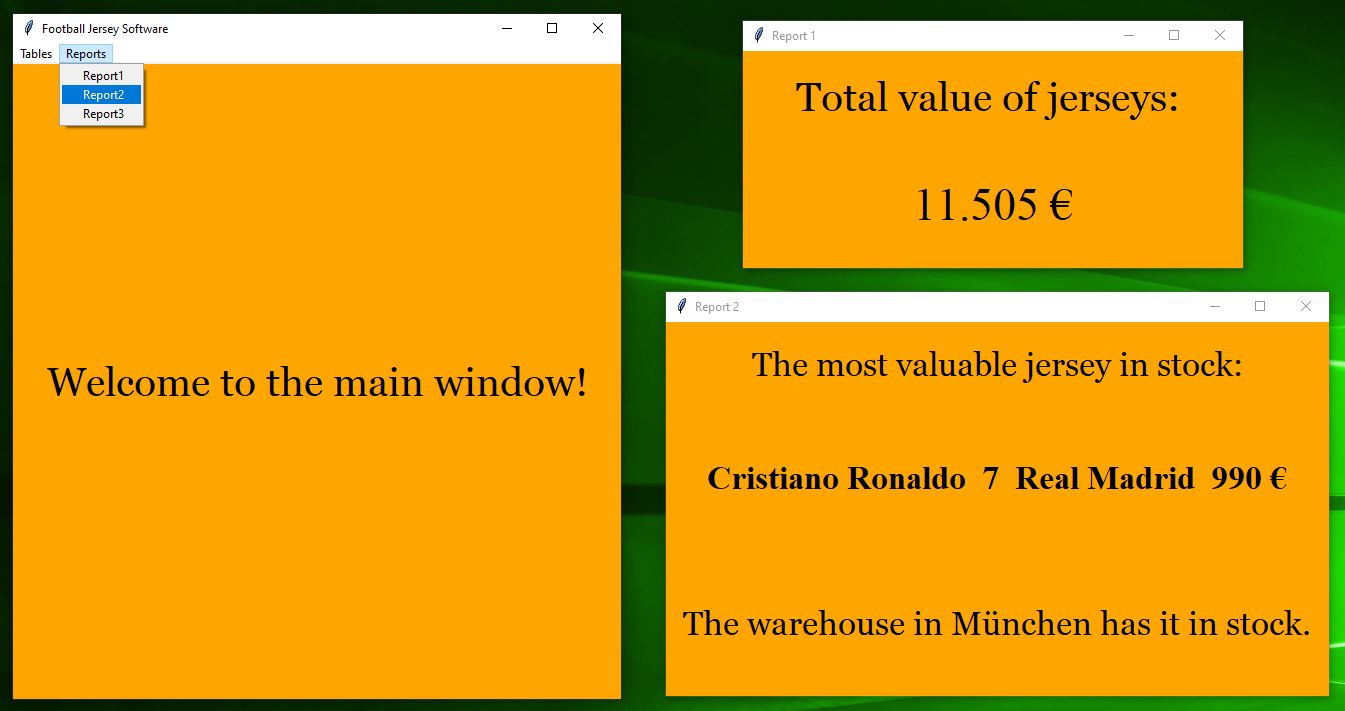 Football Jersey Software
Tables Reports
Report1
Report2
Report3
Welcome to the main window!
Report 1
Total value of jerseys:
11.505 €
Report 2
The most valuable jersey in stock:
Cristiano Ronaldo 7 Real Madrid 990 €
The warehouse in München has it in stock.